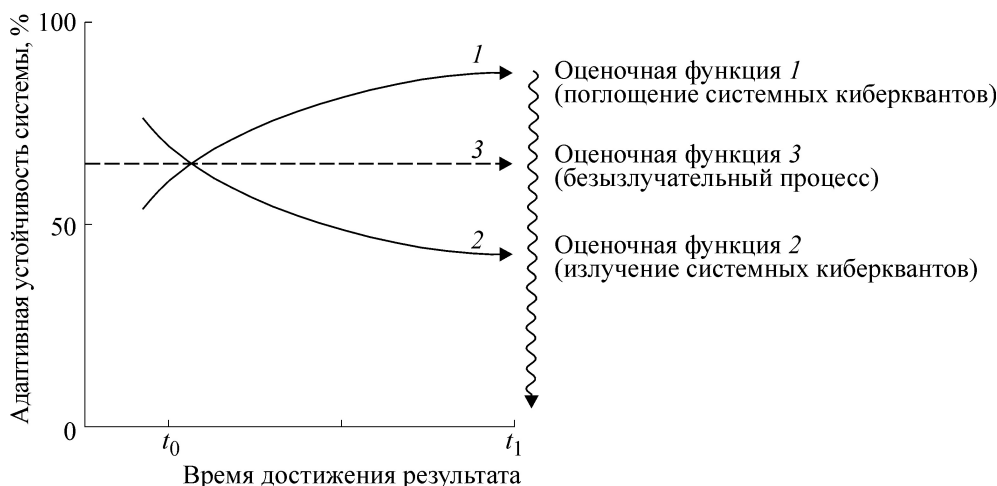 Адаптивная устойчивость системы, %
100
50
0
1
3
2
t0
t1
Время достижения результата
Оценочная функция 1
(поглощение системных киберквантов)
Оценочная функция 3
(безызлучательный процесс)
Оценочная функция 2
(излучение системных киберквантов)